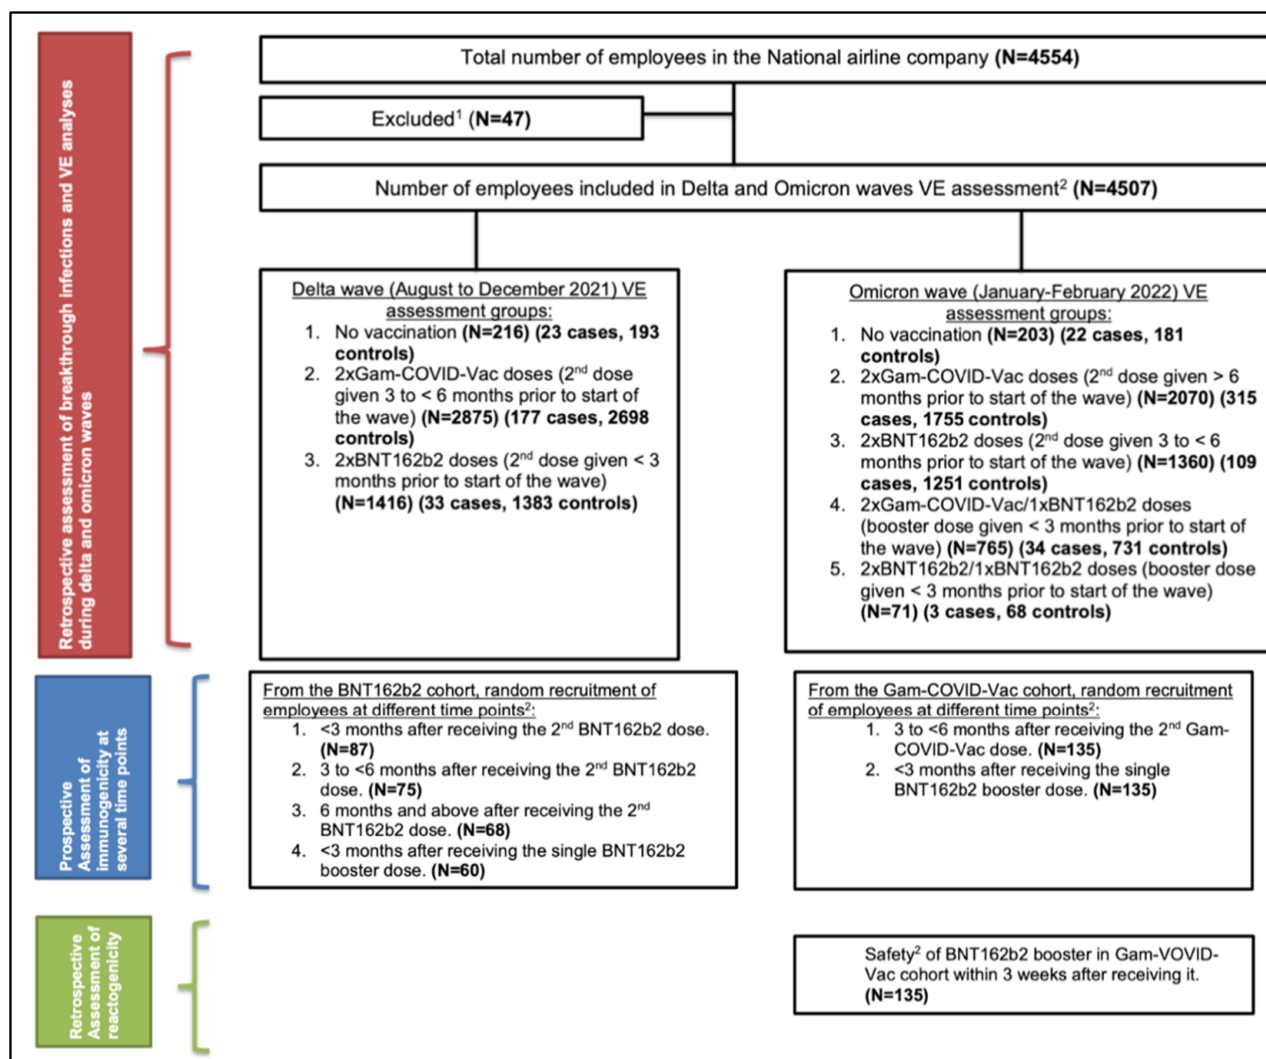 Retrospective assessment of breakthrough infections and VE analyses
during delta and omicron waves
Total number of employees in the National airline company (N=4554)
Excluded¹ (N=47)
Number of employees included in Delta and Omicron waves VE assessment² (N=4507)
Delta wave (August to December 2021) VE
assessment groups:
1. No vaccination (N=216) (23 cases, 193
controls)
2. 2xGam-COVID-Vac doses (2nd dose
given 3 to < 6 months prior to start of
the wave) (N=2875) (177 cases, 2698
controls)
3. 2xBNT162b2 doses (2nd dose given < 3
months prior to start of the wave)
(N=1416) (33 cases, 1383 controls)
Omicron wave (January-February 2022) VE
assessment groups:
1. No vaccination (N=203) (22 cases, 181
controls)
2. 2xGam-COVID-Vac doses (2nd dose given > 6
months prior to start of the wave) (N=2070) (315
cases, 1755 controls)
3. 2xBNT162b2 doses (2nd dose given 3 to < 6
months prior to start of the wave) (N=1360) (109
cases, 1251 controls)
4. 2xGam-COVID-Vac/1xBNT162b2 doses
(booster dose given < 3 months prior to start of
the wave) (N=765) (34 cases, 731 controls)
5. 2xBNT162b2/1xBNT162b2 doses (booster dose
given < 3 months prior to start of the wave)
(N=71) (3 cases, 68 controls)
Prospective
Assessment of
immunogenicity at
several time points
From the BNT162b2 cohort, random recruitment of
employees at different time points²:
1. <3 months after receiving the 2nd BNT162b2 dose.
(N=87)
2. 3 to <6 months after receiving the 2nd BNT162b2
dose. (N=75)
3. 6 months and above after receiving the 2nd
BNT162b2 dose. (N=68)
4. <3 months after receiving the single BNT162b2
booster dose. (N=60)
From the Gam-COVID-Vac cohort, random recruitment
of employees at different time points²:
1. 3 to <6 months after receiving the 2nd Gam-
COVID-Vac dose. (N=135)
2. <3 months after receiving the single
BNT162b2 booster dose. (N=135)
Retrospective
Assessment of
reactogenicity
Safety² of BNT162b2 booster in Gam-VOVID-
Vac cohort within 3 weeks after receiving it.
(N=135)